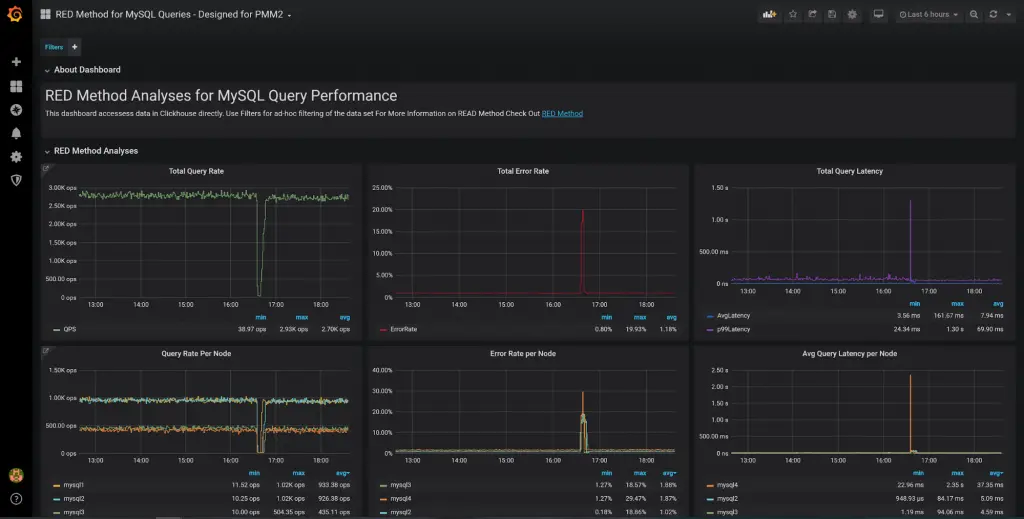 RED Method for MySQL Queries - Designed for PMM2
Last 6 hours
Filters
About Dashboard
RED Method Analyses for MySQL Query Performance
This dashboard accessess data in Clickhouse directly. Use Filters for ad-hoc filtering of the data set For More Information on READ Method Check Out RED Method
RED Method Analyses
Total Query Rate
3.00K ops
2.50K ops
2.00K ops
1.50K ops
1.00K ops
500.00 ops
0 ops
13:00 14:00 15:00 16:00 17:00 18:00
min max avg
QPS 38.97 ops 2.93K ops 2.70K ops
Total Error Rate
25.00%
20.00%
15.00%
10.00%
5.00%
0%
13:00 14:00 15:00 16:00 17:00 18:00
min max avg
ErrorRate 0.80% 19.93% 1.18%
Total Query Latency
1.50 s
1.00 s
500.00 ms
0 ns
13:00 14:00 15:00 16:00 17:00 18:00
min max avg
AvgLatency 3.56 ms 161.67 ms 7.94 ms
p99Latency 24.34 ms 1.30 s 69.90 ms
Query Rate Per Node
1.50K ops
1.00K ops
500.00 ops
0 ops
13:00 14:00 15:00 16:00 17:00 18:00
min max avg
mysql1 11.52 ops 1.02K ops 933.38 ops
mysql2 10.25 ops 1.02K ops 926.38 ops
mysql3 10.00 ops 504.35 ops 435.11 ops
Error Rate per Node
40.00%
30.00%
20.00%
10.00%
0%
13:00 14:00 15:00 16:00 17:00 18:00
min max avg
mysql3 1.27% 18.57% 1.88%
mysql4 1.27% 29.47% 1.87%
mysql2 0.18% 18.86% 1.02%
Avg Query Latency per Node
2.50 s
2.00 s
1.50 s
1.00 s
500.00 ms
0 ns
13:00 14:00 15:00 16:00 17:00 18:00
min max avg
mysql4 22.96 ms 2.35 s 37.35 ms
mysql2 948.93 µs 84.17 ms 5.09 ms
mysql3 1.19 ms 94.06 ms 4.59 ms